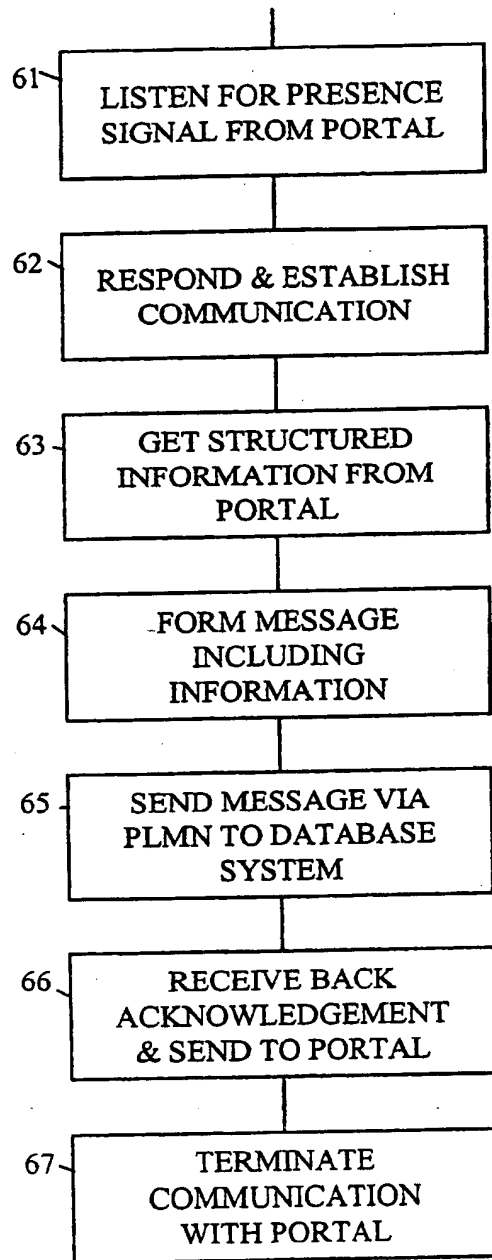 61
LISTEN FOR PRESENCE
SIGNAL FROM PORTAL
62
RESPOND & ESTABLISH
COMMUNICATION
63
GET STRUCTURED
INFORMATION FROM
PORTAL
64
FORM MESSAGE
INCLUDING
INFORMATION
65
SEND MESSAGE VIA
PLMN TO DATABASE
SYSTEM
66
RECEIVE BACK
ACKNOWLEDGEMENT
& SEND TO PORTAL
67
TERMINATE
COMMUNICATION
WITH PORTAL